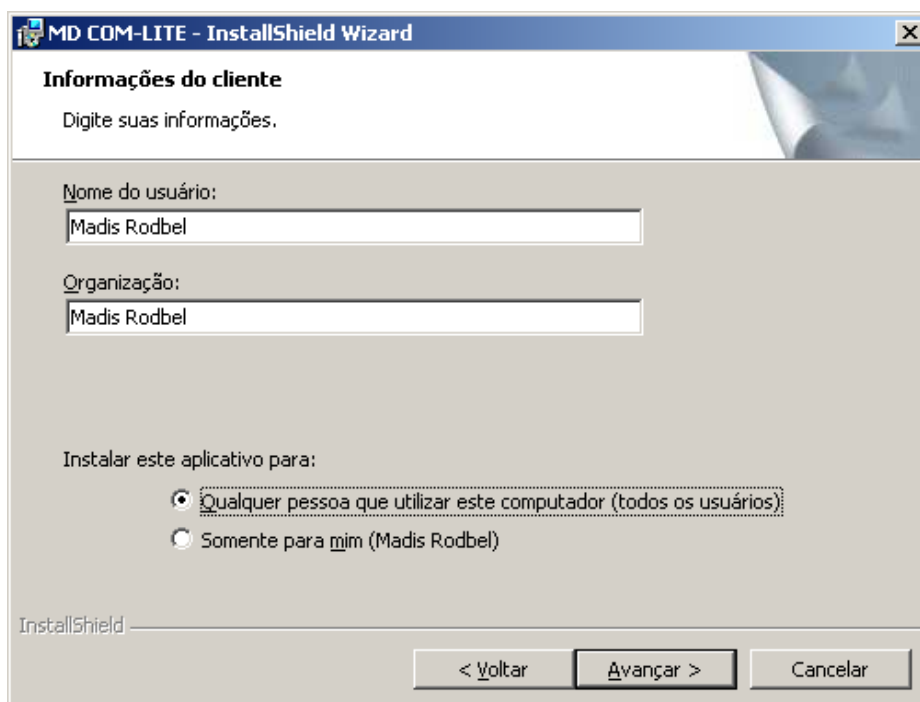 MD COM-LITE - InstallShield Wizard
Informações do cliente
Digite suas informações.
Nome do usuário:
Madis Rodbel
Organização:
Madis Rodbel
Instalar este aplicativo para:
Qualquer pessoa que utilizar este computador (todos os usuários)
Somente para mim (Madis Rodbel)
InstallShield
< Voltar Avançar > Cancelar